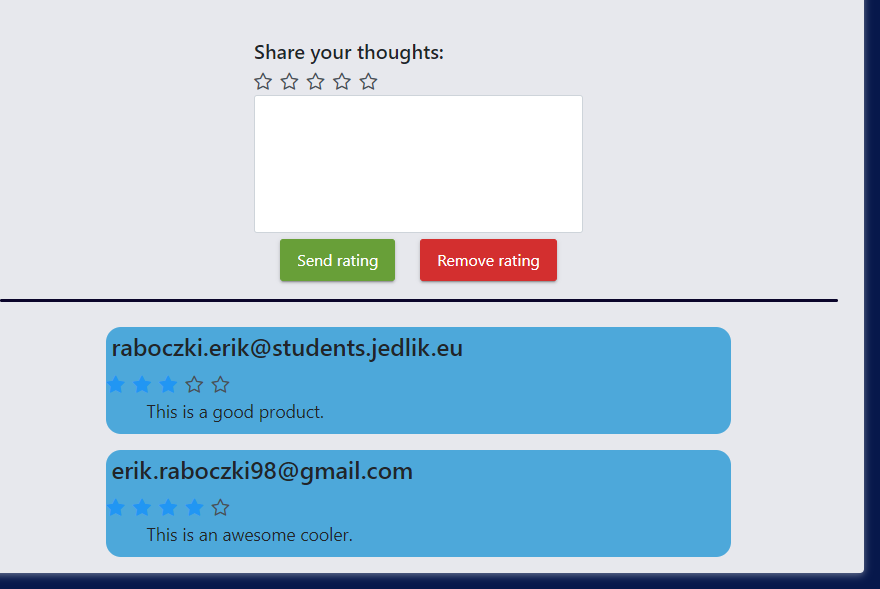 Share your thoughts:
Send rating
Remove rating
raboczki.erik@students.jedlik.eu
This is a good product.
erik.raboczki98@gmail.com
This is an awesome cooler.